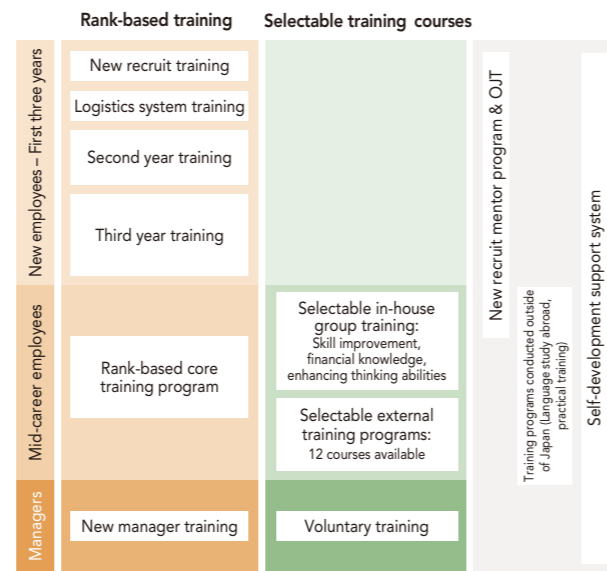 Rank-based training
Selectable training courses
New employees – First three years
New recruit training
Logistics system training
Second year training
Third year training
Mid-career employees
Rank-based core
training program
Selectable in-house
group training:
Skill improvement,
financial knowledge,
enhancing thinking abilities
Selectable external
training programs:
12 courses available
Managers
New manager training
Voluntary training
New recruit mentor program & OJT
Training programs conducted outside
of Japan (Language study abroad,
practical training)
Self-development support system